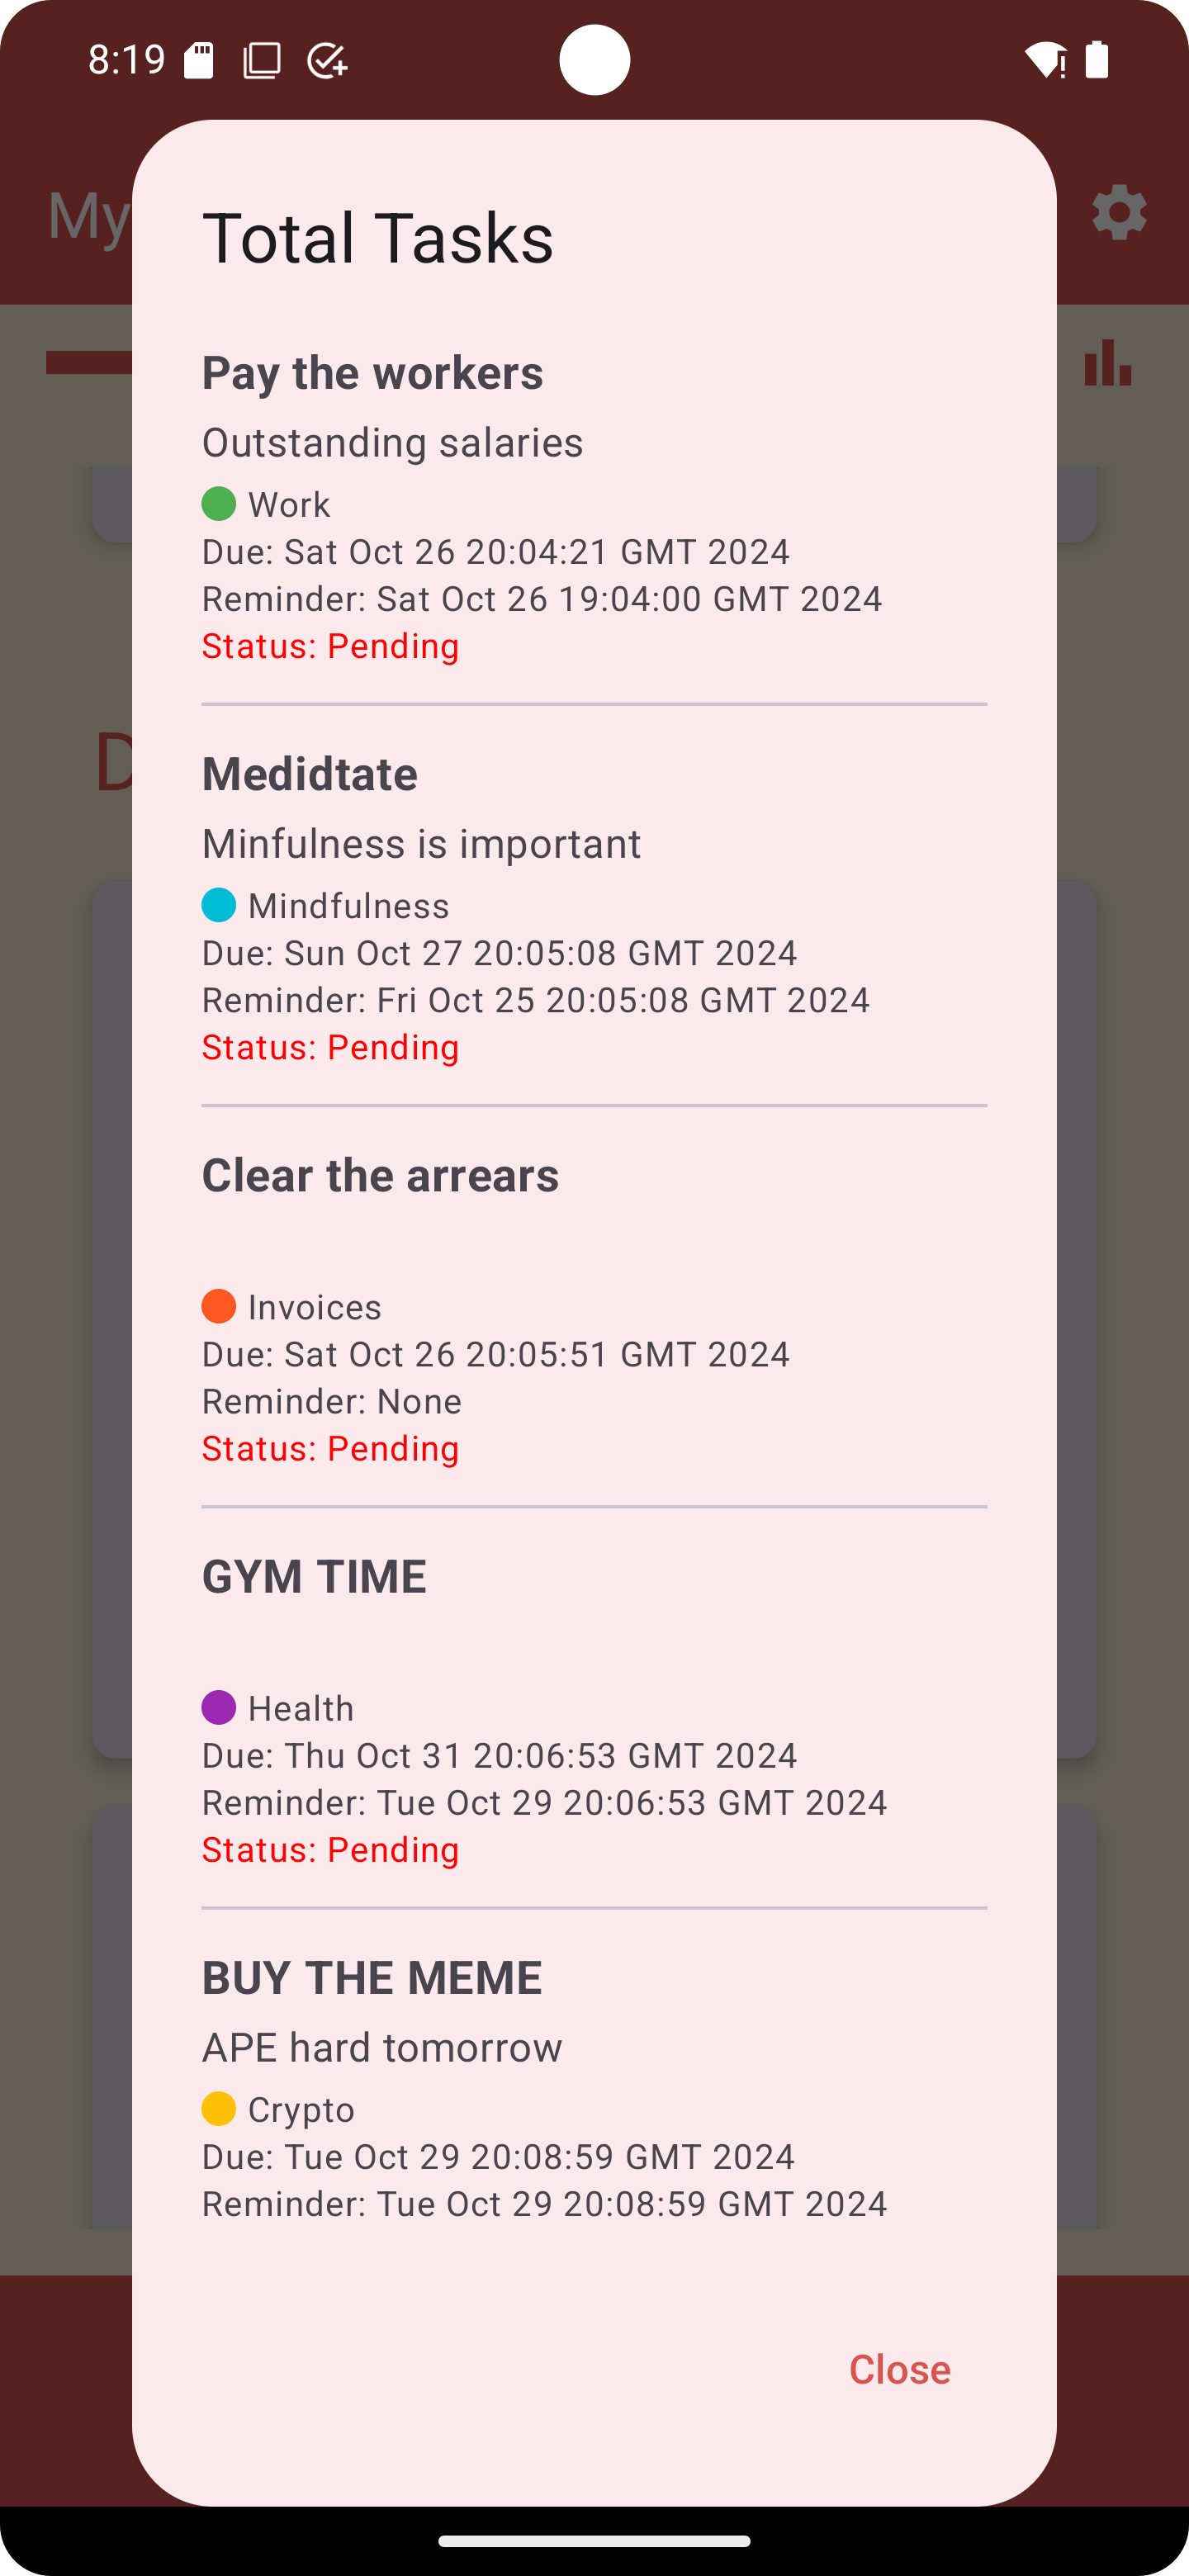 8:19
My
Total Tasks
Pay the workers
Outstanding salaries
Work
Due: Sat Oct 26 20:04:21 GMT 2024
Reminder: Sat Oct 26 19:04:00 GMT 2024
Status: Pending
D
Medidtate
Minfulness is important
Mindfulness
Due: Sun Oct 27 20:05:08 GMT 2024
Reminder: Fri Oct 25 20:05:08 GMT 2024
Status: Pending
Clear the arrears
Invoices
Due: Sat Oct 26 20:05:51 GMT 2024
Reminder: None
Status: Pending
GYM TIME
Health
Due: Thu Oct 31 20:06:53 GMT 2024
Reminder: Tue Oct 29 20:06:53 GMT 2024
Status: Pending
BUY THE MEME
APE hard tomorrow
Crypto
Due: Tue Oct 29 20:08:59 GMT 2024
Reminder: Tue Oct 29 20:08:59 GMT 2024
Close